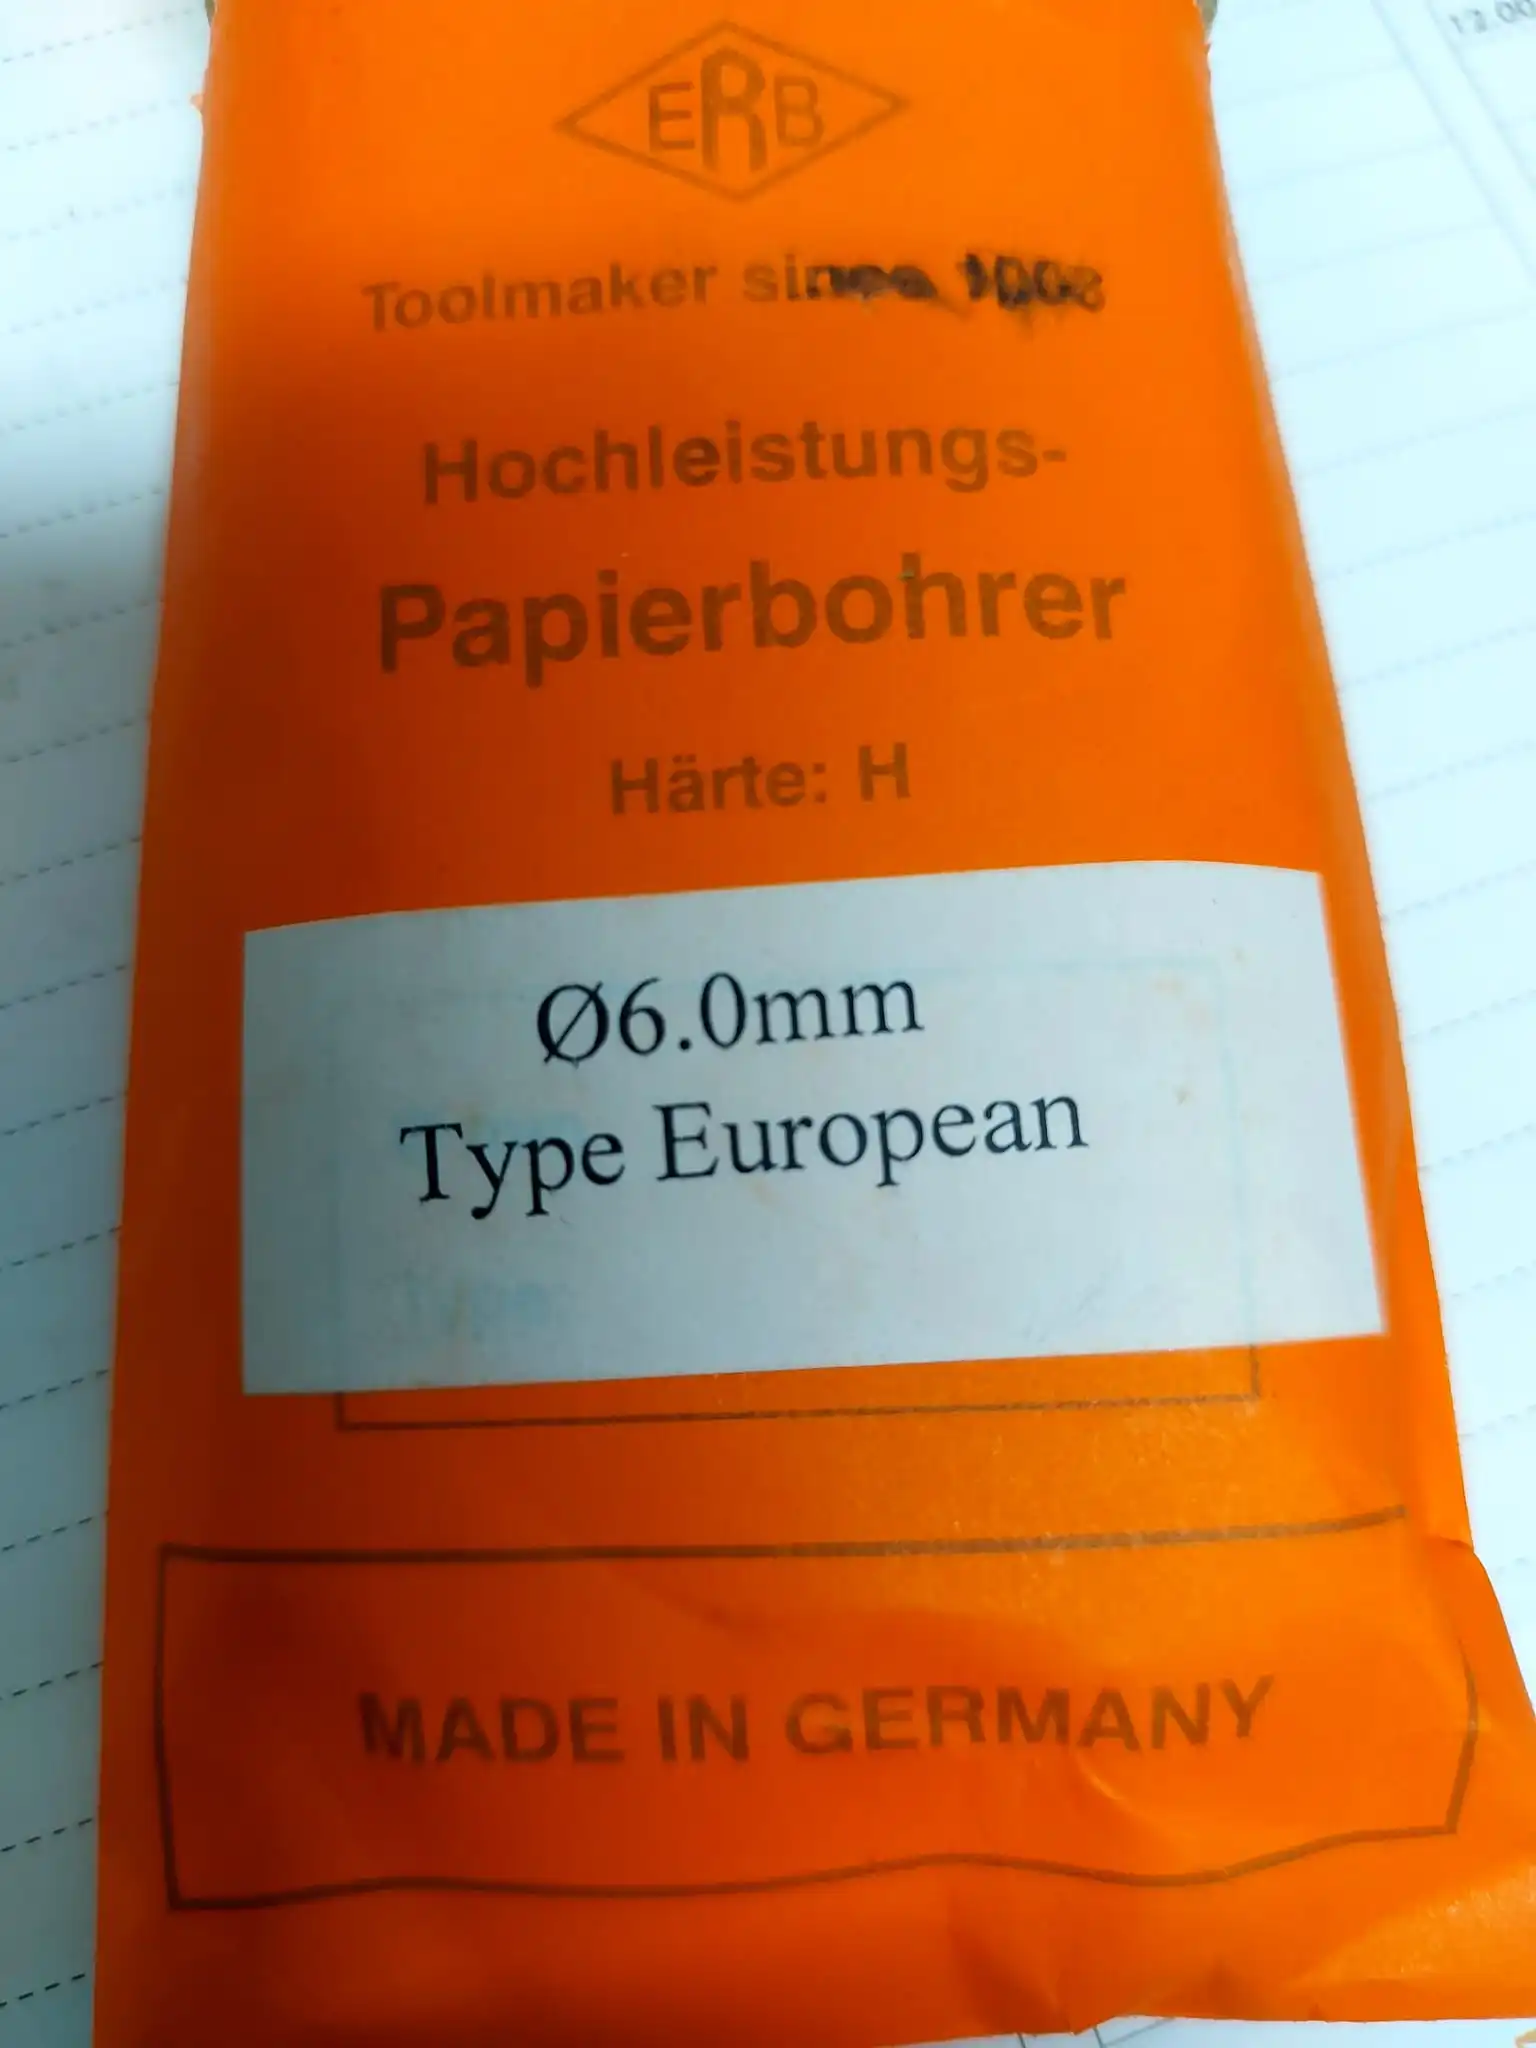 ERB
Toolmaker since
Hochleistungs-
Papierbohrer
Härte: H
Ø6.0mm
Type European
MADE IN GERMANY